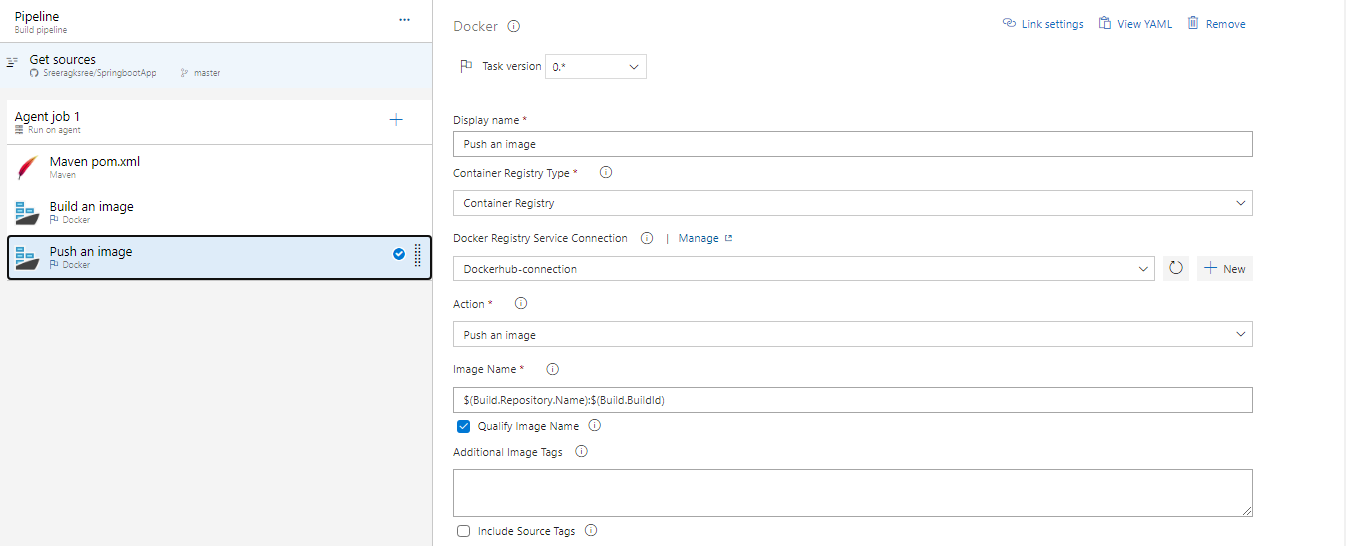 Pipeline
Build pipeline
Get sources
Sreeragksree/SpringbootApp master
Agent job 1
Run on agent
Maven pom.xml
Maven
Build an image
Docker
Push an image
Docker
Docker
Link settings View YAML Remove
Task version 0.*
Display name *
Push an image
Container Registry Type *
Container Registry
Docker Registry Service Connection | Manage
Dockerhub-connection
New
Action *
Push an image
Image Name *
$(Build.Repository.Name):$(Build.BuildId)
Qualify Image Name
Additional Image Tags
Include Source Tags